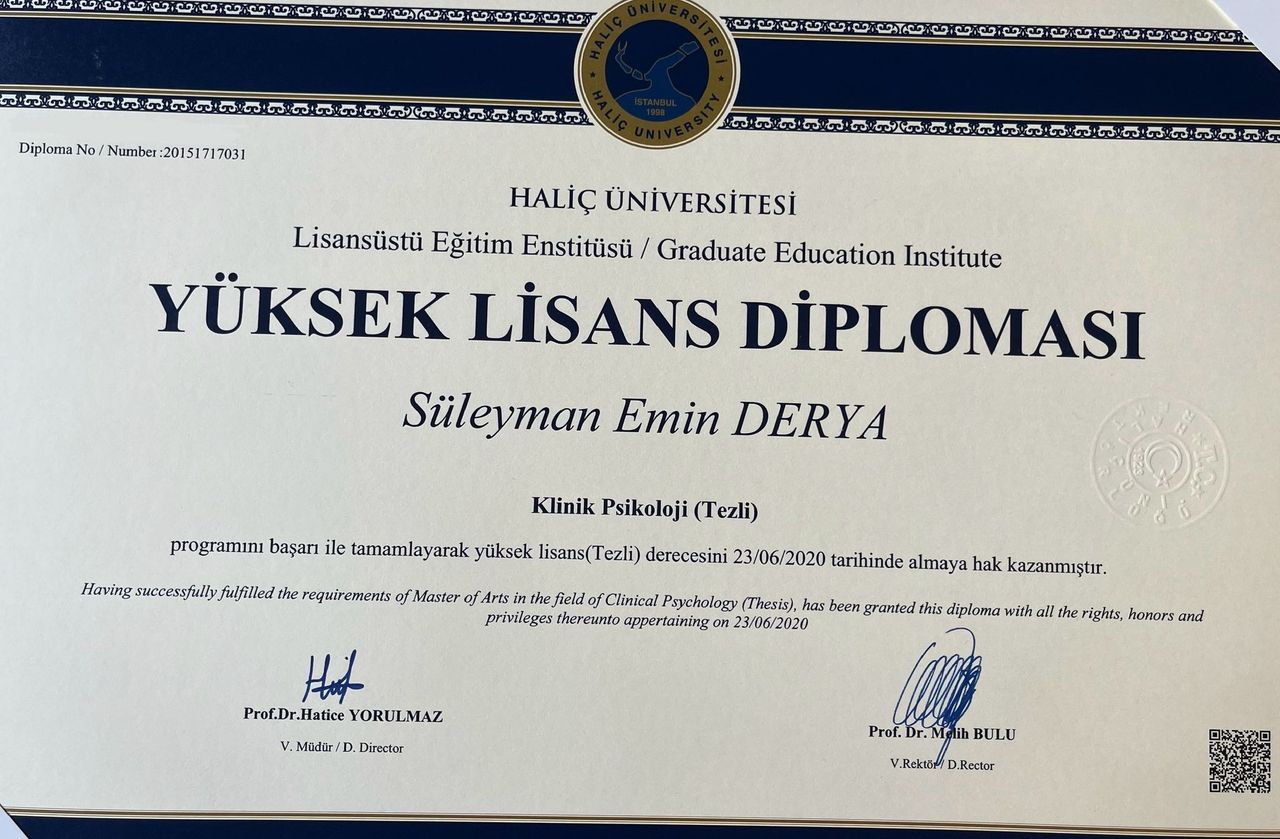 HALİÇ ÜNİVERSİTESİ
İSTANBUL
1998
HALİÇ UNIVERSITY
Diploma No / Number :20151717031
HALİÇ ÜNİVERSİTESİ
Lisansüstü Eğitim Enstitüsü / Graduate Education Institute
YÜKSEK LİSANS DİPLOMASI
Süleyman Emin DERYA
Klinik Psikoloji (Tezli)
programını başarı ile tamamlayarak yüksek lisans(Tezli) derecesini 23/06/2020 tarihinde almaya hak kazanmıştır.
Having successfully fulfilled the requirements of Master of Arts in the field of Clinical Psychology (Thesis), has been granted this diploma with all the rights, honors and
privileges thereunto appertaining on 23/06/2020
Prof.Dr.Hatice YORULMAZ
V. Müdür / D. Director
Prof. Dr. Melih BULU
V.Rektör / D.Rector